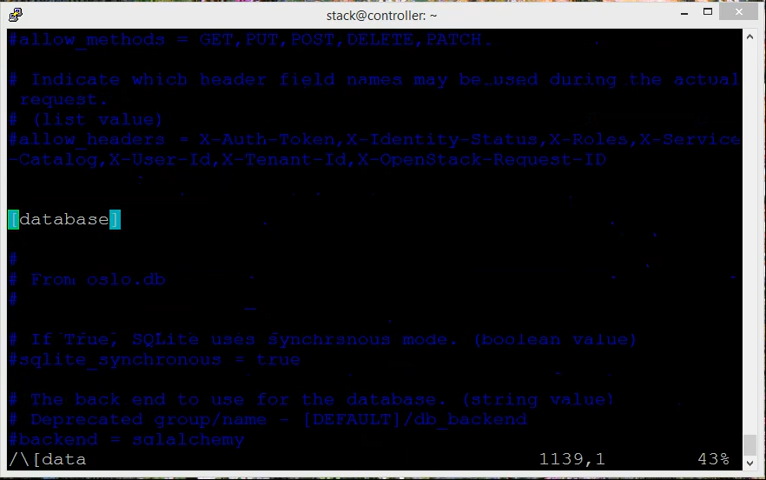 stack@controller: ~
#allow_methods = GET,PUT,POST,DELETE,PATCH
# Indicate which header field names may be used during the actual
request.
# (list value)
#allow_headers = X-Auth-Token,X-Identity-Status,X-Roles,X-Service
-Catalog,X-User-Id,X-Tenant-Id,X-OpenStack-Request-ID
[database]
#
# From oslo.db
#
# If True, SQLite uses synchronous mode. (boolean value)
#sqlite_synchronous = true
# The back end to use for the database. (string value)
# Deprecated group/name - [DEFAULT]/db_backend
#backend = sqlalchemy
/\[data 1139,1 43%